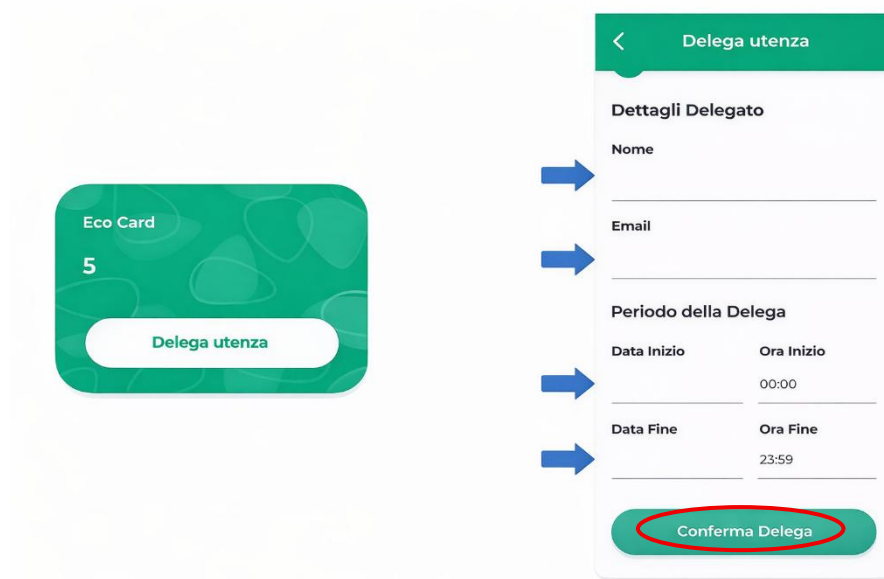 Eco Card
5
Delega utenza
Delega utenza
Dettagli Delegato
Nome
Email
Periodo della Delega
Data Inizio Ora Inizio
00:00
Data Fine Ora Fine
23:59
Conferma Delega